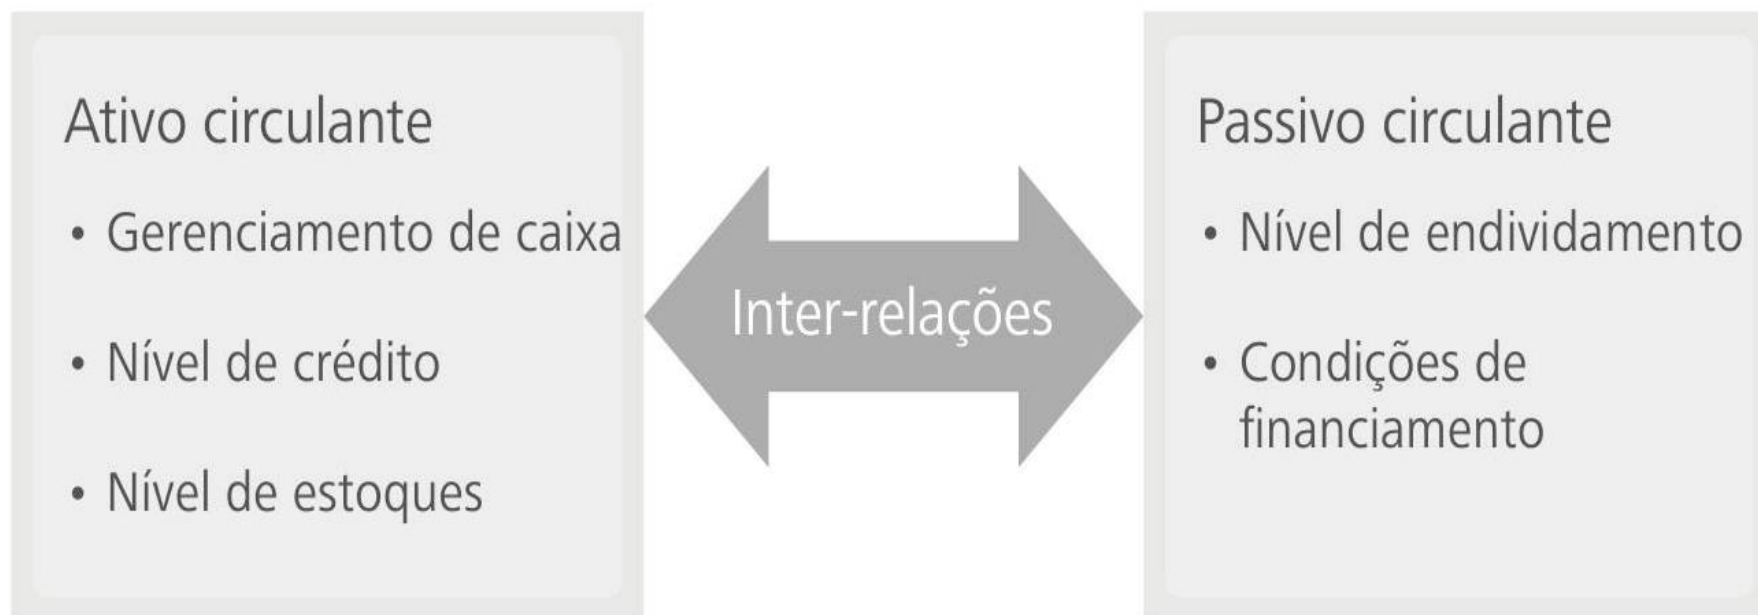 Ativo circulante
• Gerenciamento de caixa
• Nível de crédito
• Nível de estoques
Inter-relações
Passivo circulante
• Nível de endividamento
• Condições de
financiamento